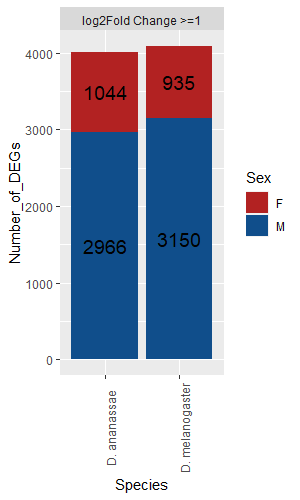 log2Fold Change >=1
Number_of_DEGs
4000
3000
2000
1000
0
1044
935
2966
3150
D. ananassae
D. melanogaster
Species
Sex
F
M